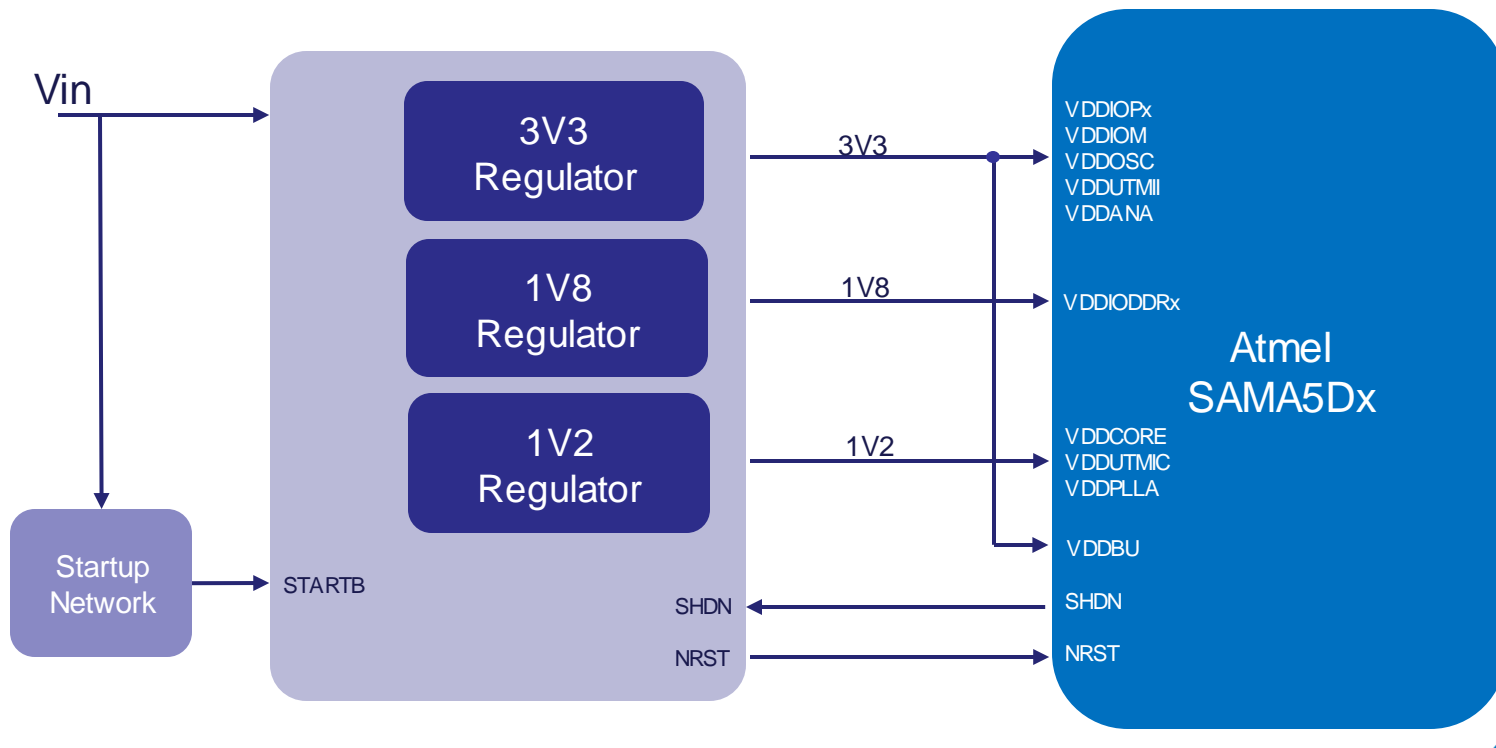 Vin
3V3
Regulator
1V8
Regulator
1V2
Regulator
Startup
Network
STARTB
SHDN
NRST
3V3
1V8
1V2
VDDIOPx
VDDIOM
VDDOSC
VDDUTMII
VDDANA
VDDIODDRx
Atmel
SAMA5Dx
VDDCORE
VDDUTMIC
VDDPLLA
VDDBU
SHDN
NRST